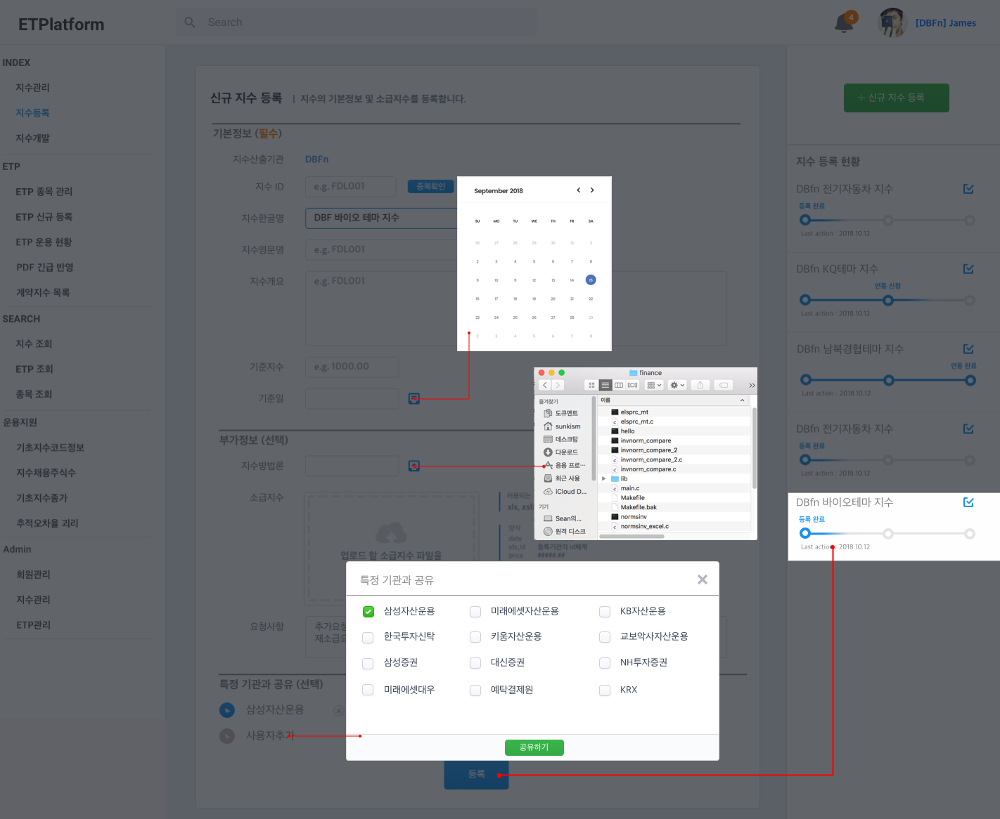 ETPlatform
Search
4
[DBFn] James
INDEX
지수관리
지수등록
지수개발
ETP
ETP 종목 관리
ETP 신규 등록
ETP 운용 현황
PDF 긴급 반영
계약지수 목록
SEARCH
지수 조회
ETP 조회
종목 조회
운용지원
기초지수코드정보
지수채용주식수
기초지수종가
추적오차율 괴리
Admin
회원관리
지수관리
ETP관리
신규 지수 등록 | 지수의 기본정보 및 소급지수를 등록합니다.
기본정보 (필수)
지수산출기관 DBFn
지수 ID e.g. FDL001 중복확인
지수한글명 DBF 바이오 테마 지수
지수영문명 e.g. FDL001
지수개요 e.g. FDL001
기준지수 e.g. 1000.00
기준일
부가정보 (선택)
지수방법론
소급지수
업로드 할 소급지수 파일을
허용되는
xls, xsl
양식
date
idx_id 등록기관의 id체계
price #####.##
요청사항 추가요청
재소급요
특정 기관과 공유 (선택)
삼성자산운용
사용자추가
등록
September 2018
SU MO TU WE TH FR SA
26 27 28 29 30 31 1
2 3 4 5 6 7 8
9 10 11 12 13 14 15
16 17 18 19 20 21 22
23 24 25 26 27 28 29
2 3 4 5 6 7 8
finance
즐겨찾기
도큐멘트
sunkism
데스크탑
다운로드
응용 프로...
최근 사용
iCloud D...
기기
Sean의...
원격 디스크
이름
elsprc_mt
elsprc_mt.c
hello
invnorm_compare
invnorm_compare_2
invnorm_compare_2.c
invnorm_compare.c
lib
main.c
Makefile
Makefile.bak
normsinv
normsinv_excel.c
특정 기관과 공유
삼성자산운용 미래에셋자산운용 KB자산운용
한국투자신탁 키움자산운용 교보악사자산운용
삼성증권 대신증권 NH투자증권
미래에셋대우 예탁결제원 KRX
공유하기
+ 신규 지수 등록
지수 등록 현황
DBfn 전기자동차 지수
등록 완료
Last action : 2018.10.12
DBfn KQ테마 지수
연동 신청
Last action : 2018.10.12
DBfn 남북경협테마 지수
연동 완료
Last action : 2018.10.12
DBfn 전기자동차 지수
등록 완료
Last action : 2018.10.12
DBfn 바이오테마 지수
등록 완료
Last action : 2018.10.12